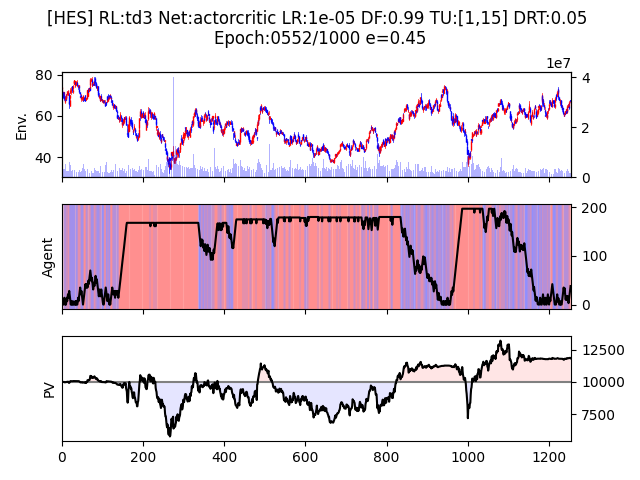 [HES] RL:td3 Net:actorcritic LR:1e-05 DF:0.99 TU:[1,15] DRT:0.05
Epoch:0552/1000 e=0.45
1e7
80
60
40
Env.
4
2
0
Agent
200
100
0
PV
12500
10000
7500
0 200 400 600 800 1000 1200